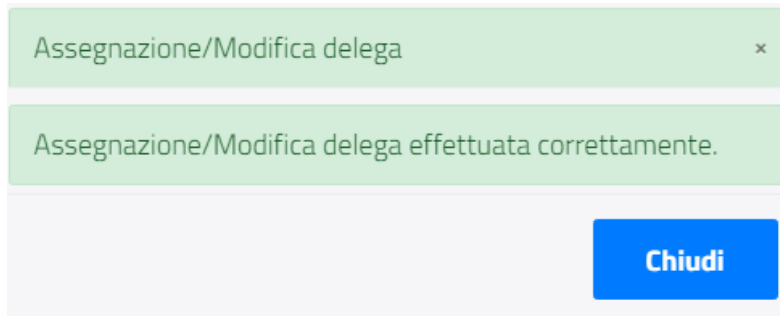 Assegnazione/Modifica delega ×
Assegnazione/Modifica delega effettuata correttamente.
Chiudi